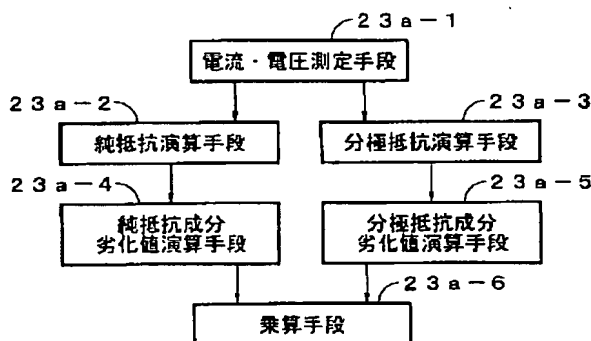 23a-1
電流・電圧測定手段
23a-2
23a-3
純抵抗演算手段
分極抵抗演算手段
23a-4
23a-5
純抵抗成分
劣化値演算手段
分極抵抗成分
劣化値演算手段
23a-6
乗算手段